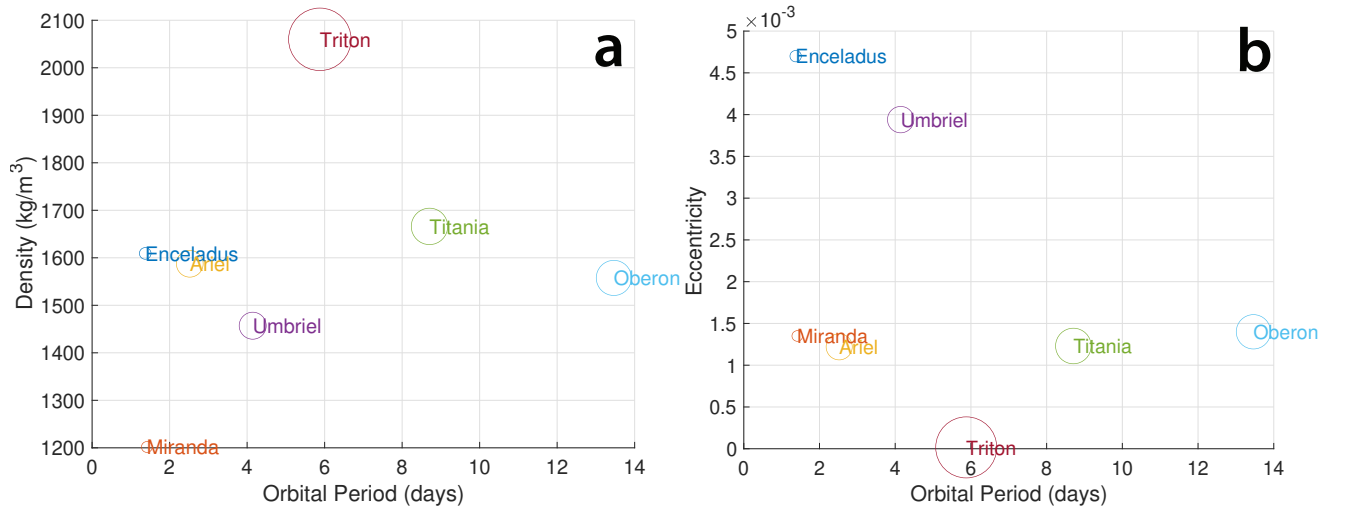 a
2100
2000
1900
1800
1700
1600
1500
1400
1300
1200
Density (kg/m3)
Triton
Titania
Enceladus
Ariel
Oberon
Umbriel
Miranda
0 2 4 6 8 10 12 14
Orbital Period (days)
b
×10-3
5
4.5
4
3.5
3
2.5
2
1.5
1
0.5
0
Eccentricity
Enceladus
Umbriel
Miranda
Ariel
Titania
Oberon
Triton
0 2 4 6 8 10 12 14
Orbital Period (days)